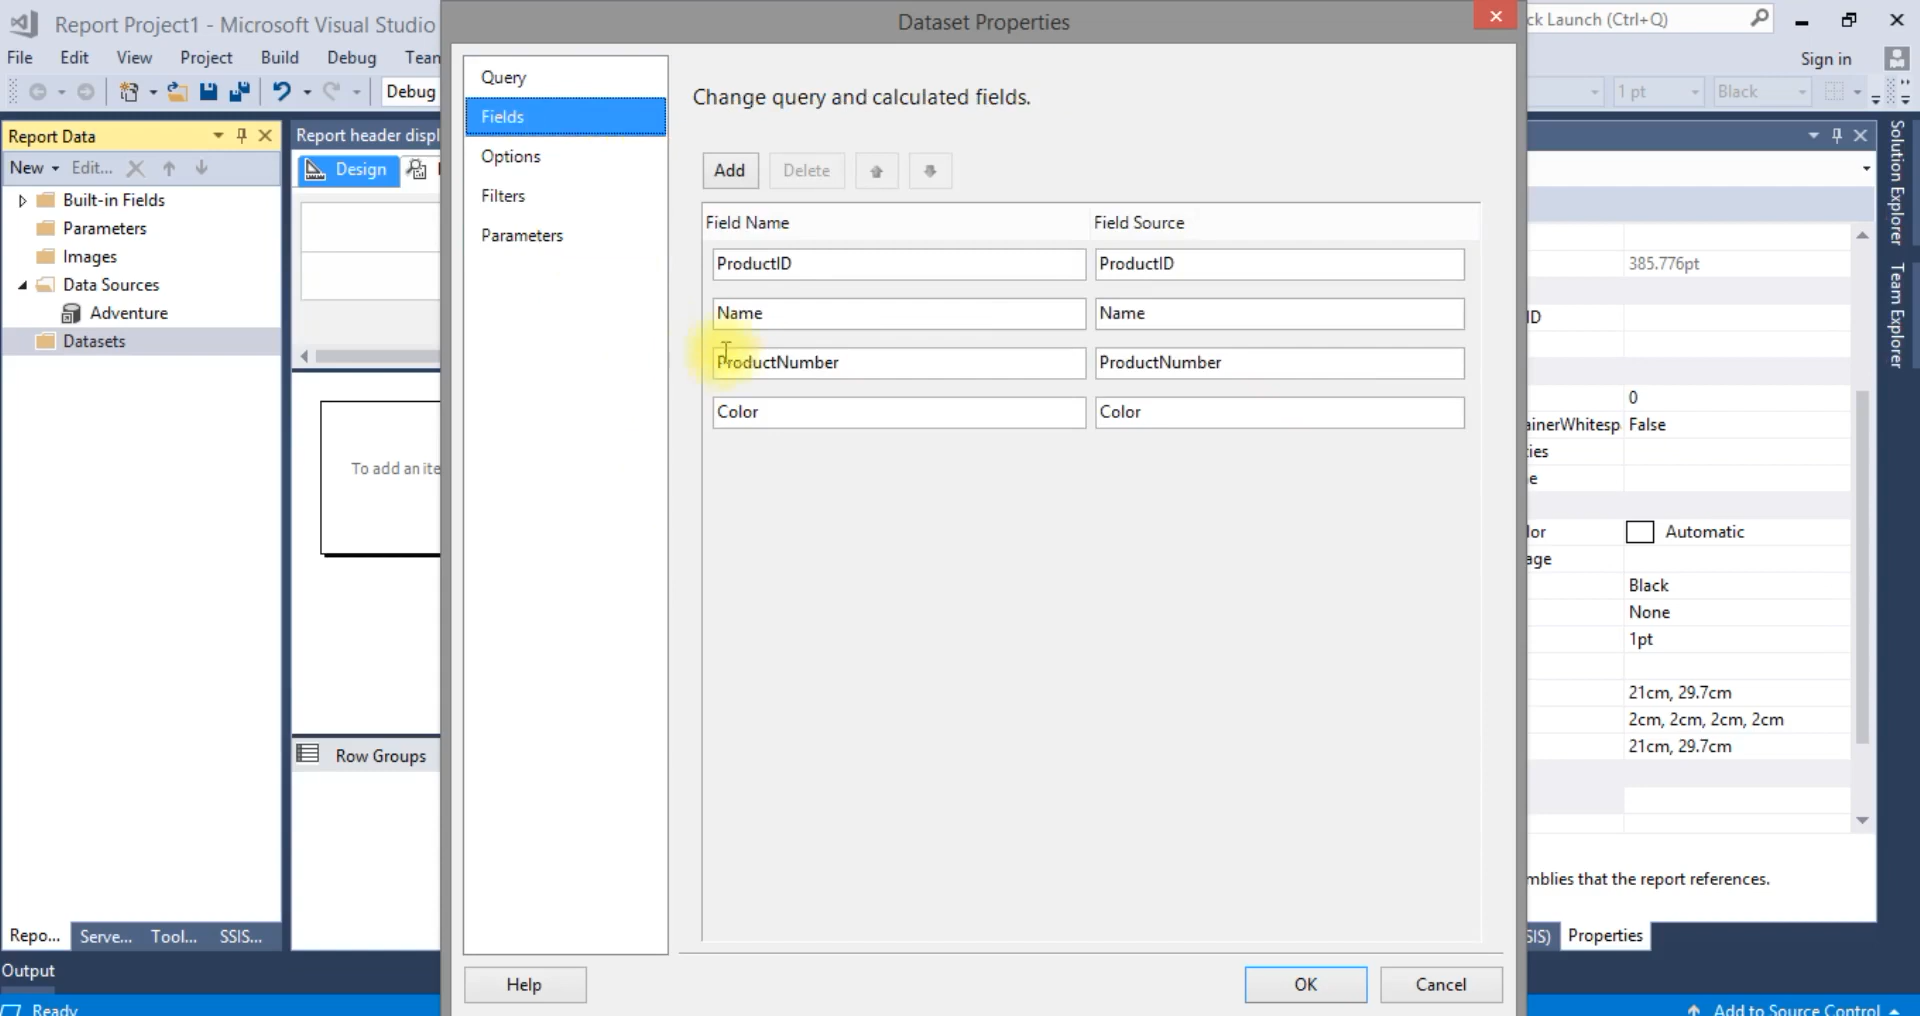 Report Project1 - Microsoft Visual Studio
Dataset Properties
ck Launch (Ctrl+Q)
File Edit View Project Build Debug Tean
Sign in
Debug
1 pt
Black
Report Data
New Edit...
Built-in Fields
Parameters
Images
Data Sources
Adventure
Datasets
Report header displ
Design
To add an ite
Row Groups
Query
Fields
Options
Filters
Parameters
Change query and calculated fields.
Add Delete
Field Name Field Source
ProductID ProductID
Name Name
ProductNumber ProductNumber
Color Color
Help OK Cancel
Solution Explorer
Team Explorer
385.776pt
ID
0
ainerWhitesp False
ties
e
lor Automatic
age
Black
None
1pt
21cm, 29.7cm
2cm, 2cm, 2cm, 2cm
21cm, 29.7cm
mblies that the report references.
SIS) Properties
Repo... Serve... Tool... SSIS...
Output
Ready
Add to Source Control